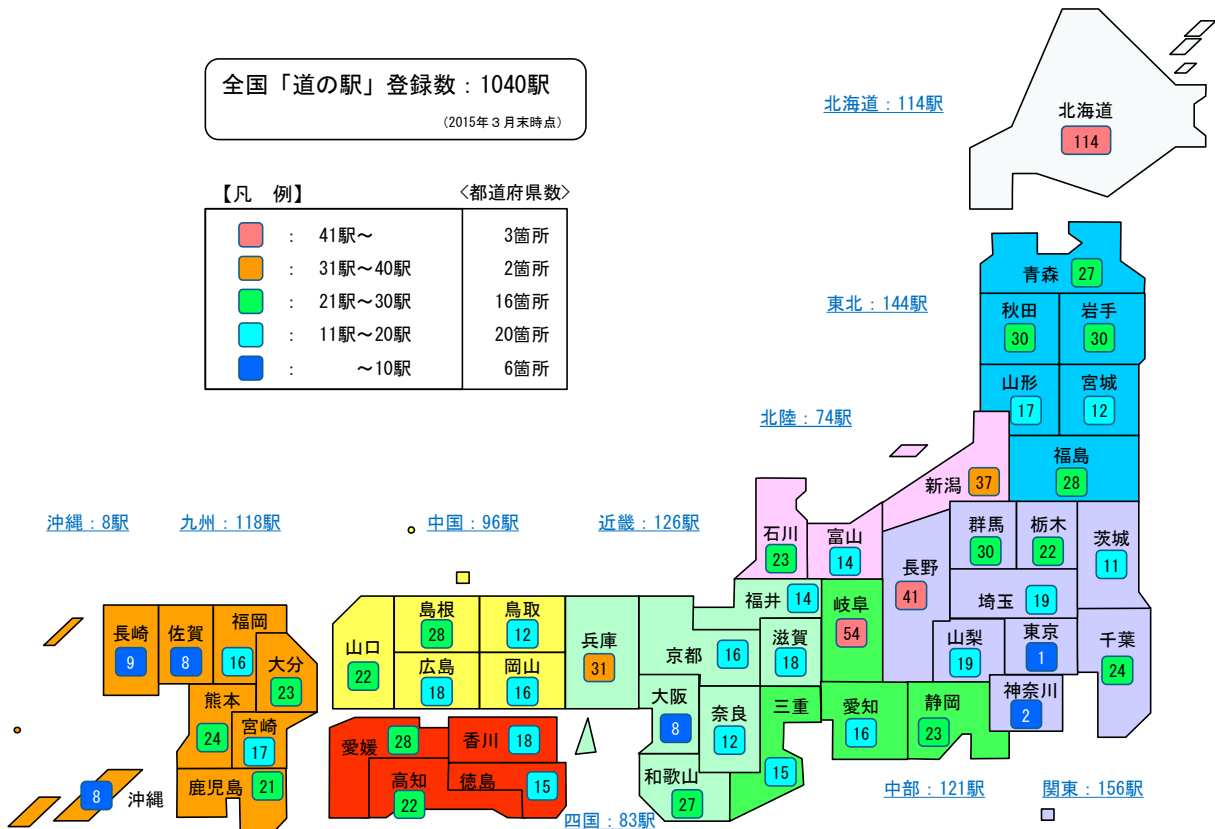 全国「道の駅」登録数：1040駅
(2015年３月末時点)
【凡　例】 <都道府県数>
： 41駅～ 3箇所
： 31駅～40駅 2箇所
： 21駅～30駅 16箇所
： 11駅～20駅 20箇所
： ～10駅 6箇所
北海道：114駅
北海道
114
東北：144駅
青森 27
秋田
30
岩手
30
山形
17
宮城
12
福島
28
北陸：74駅
新潟 37
石川
23
富山
14
沖縄：8駅
九州：118駅
中国：96駅
近畿：126駅
群馬
30
栃木
22
茨城
11
長野
41
埼玉 19
山梨
19
東京
1
千葉
24
神奈川
2
福井 14
岐阜
54
兵庫
31
京都 16
滋賀
18
大阪
8
奈良
12
和歌山
27
三重
15
愛知
16
静岡
23
島根
28
鳥取
12
山口
22
広島
18
岡山
16
愛媛 28
香川 18
高知
22
徳島 15
長崎
9
佐賀
8
福岡
16
大分
23
熊本
24
宮崎
17
鹿児島 21
8 沖縄
中部：121駅
関東：156駅
四国：83駅